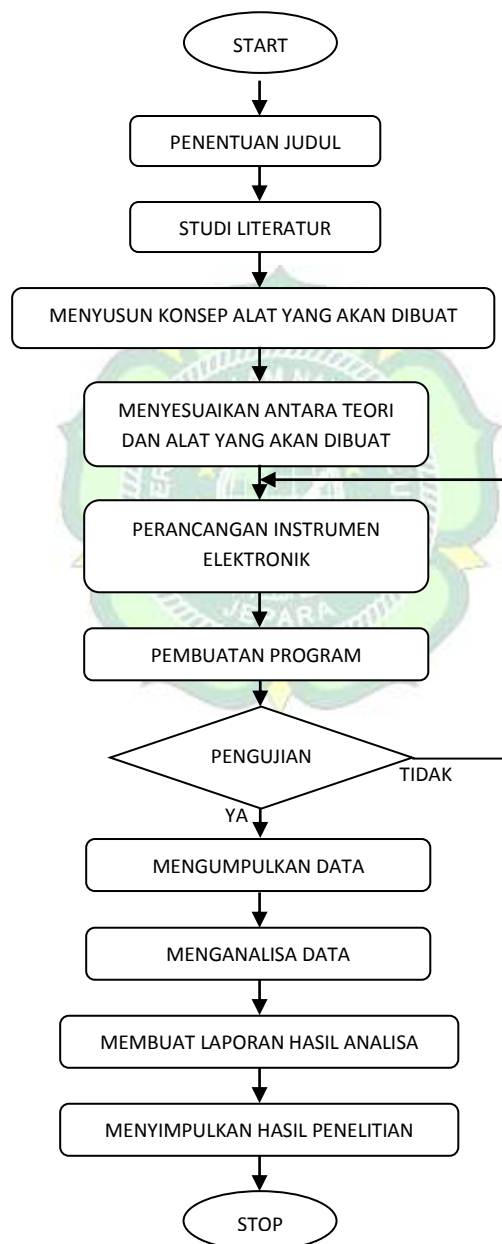 START
PENENTUAN JUDUL
STUDI LITERATUR
MENYUSUN KONSEP ALAT YANG AKAN DIBUAT
MENYESUAIKAN ANTARA TEORI
DAN ALAT YANG AKAN DIBUAT
PERANCANGAN INSTRUMEN
ELEKTRONIK
JEPARA
PEMBUATAN PROGRAM
PENGUJIAN
TIDAK
YA
MENGUMPULKAN DATA
MENGANALISA DATA
MEMBUAT LAPORAN HASIL ANALISA
MENYIMPULKAN HASIL PENELITIAN
STOP